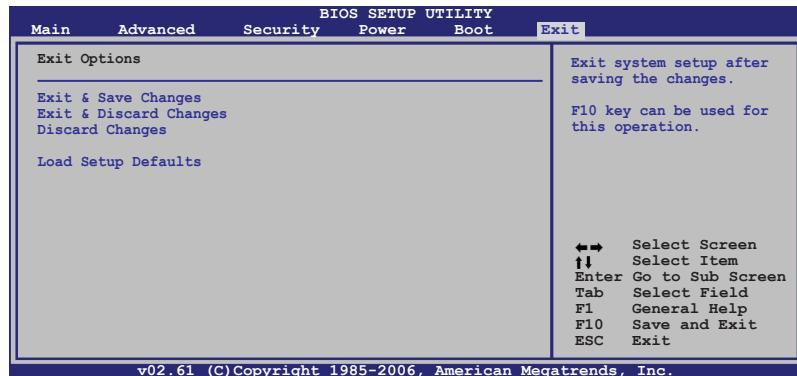 BIOS SETUP UTILITY
Main Advanced Security Power Boot Exit
Exit Options
Exit & Save Changes
Exit & Discard Changes
Discard Changes
Load Setup Defaults
Exit system setup after
saving the changes.
F10 key can be used for
this operation.
Select Screen
Select Item
Enter Go to Sub Screen
Tab Select Field
F1 General Help
F10 Save and Exit
ESC Exit
v02.61 (C)Copyright 1985-2006, American Megatrends, Inc.